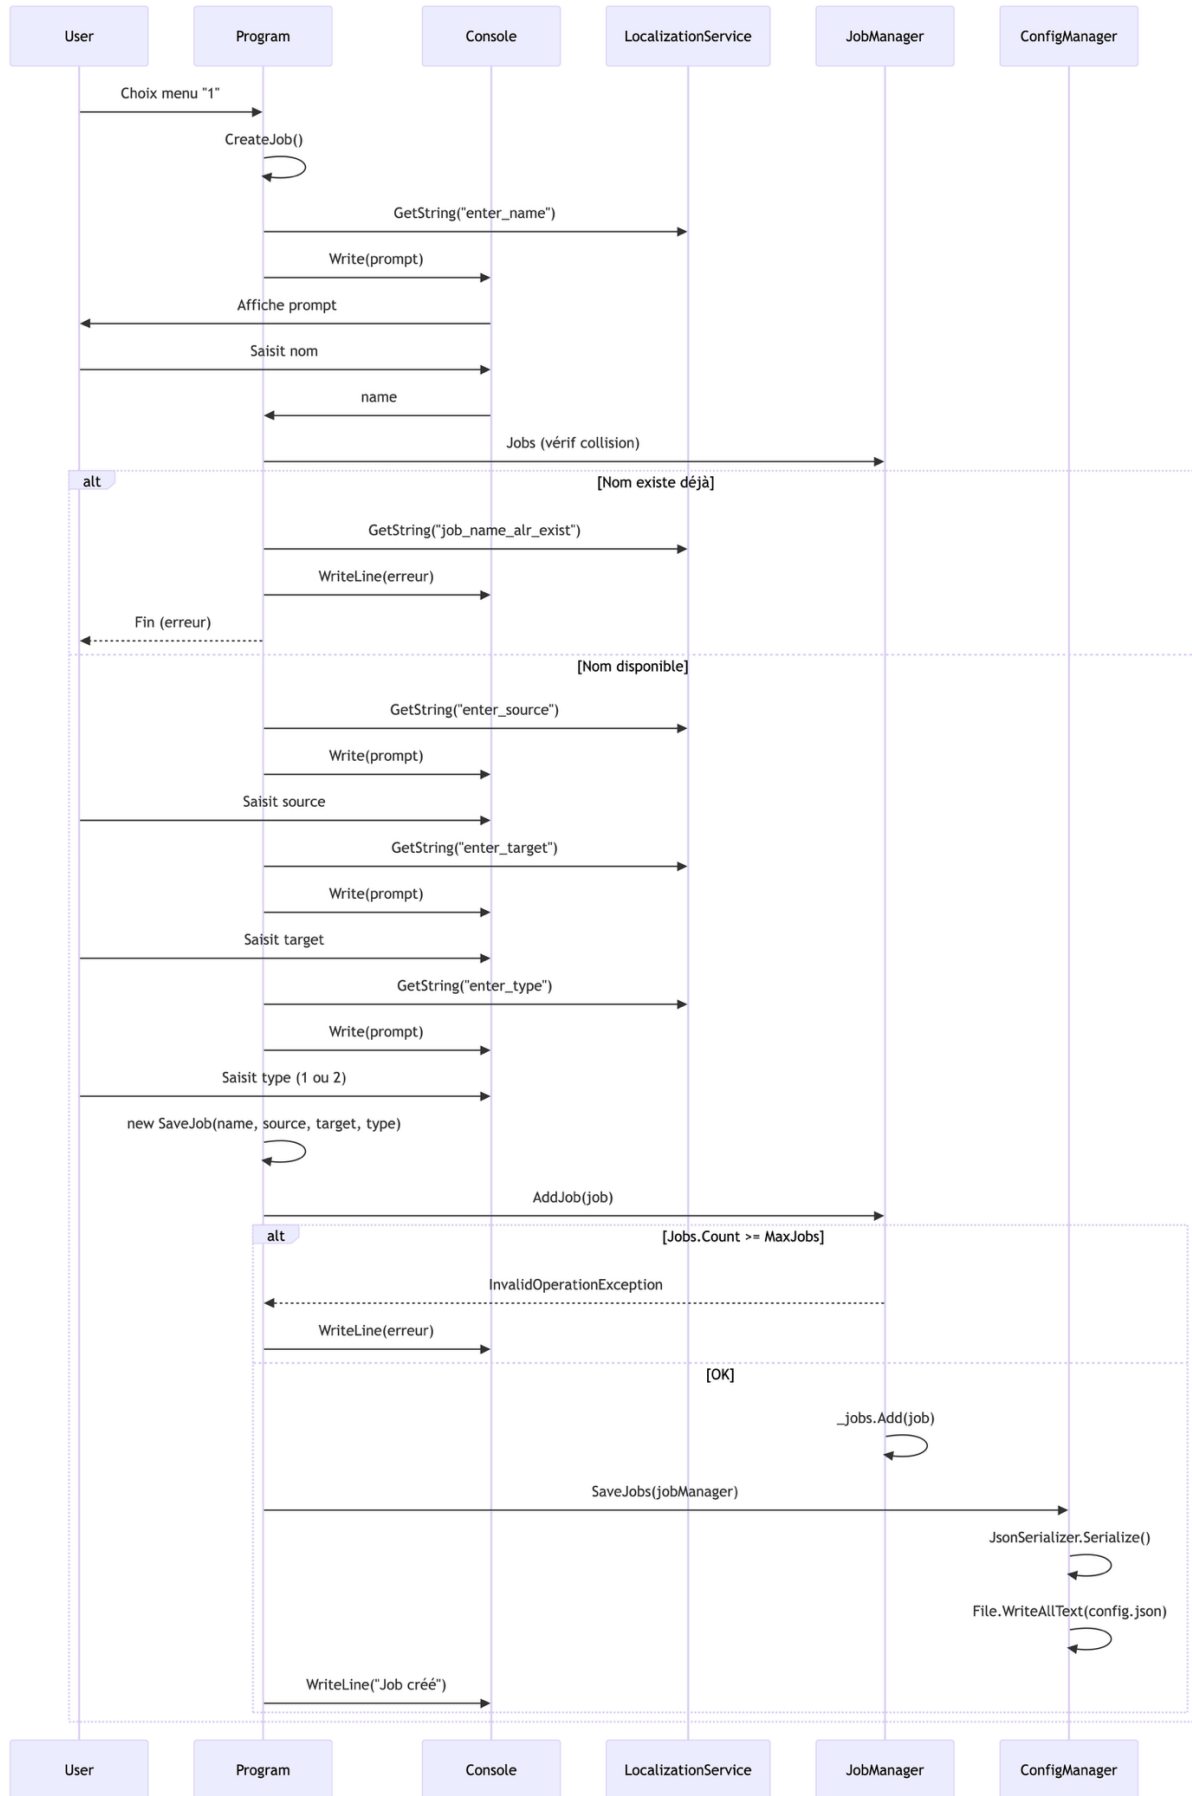 User
Program
Console
LocalizationService
JobManager
ConfigManager
Choix menu "1"
CreateJob()
GetString("enter_name")
Write(prompt)
Affiche prompt
Saisit nom
name
Jobs (vérif collision)
alt
[Nom existe déjà]
GetString("job_name_alr_exist")
WriteLine(erreur)
Fin (erreur)
[Nom disponible]
GetString("enter_source")
Write(prompt)
Saisit source
GetString("enter_target")
Write(prompt)
Saisit target
GetString("enter_type")
Write(prompt)
Saisit type (1 ou 2)
new SaveJob(name, source, target, type)
AddJob(job)
alt
[Jobs.Count >= MaxJobs]
InvalidOperationException
WriteLine(erreur)
[OK]
_jobs.Add(job)
SaveJobs(jobManager)
JsonSerializer.Serialize()
File.WriteAllText(config.json)
WriteLine("Job créé")
User
Program
Console
LocalizationService
JobManager
ConfigManager